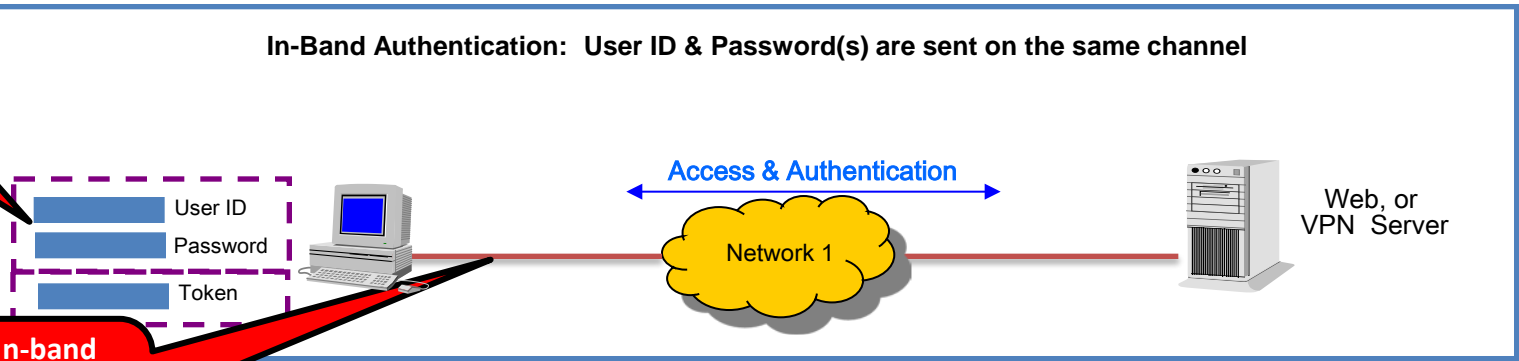 In-Band Authentication: User ID & Password(s) are sent on the same channel
Access & Authentication
User ID
Password
Token
Network 1
Web, or
VPN Server
n-band